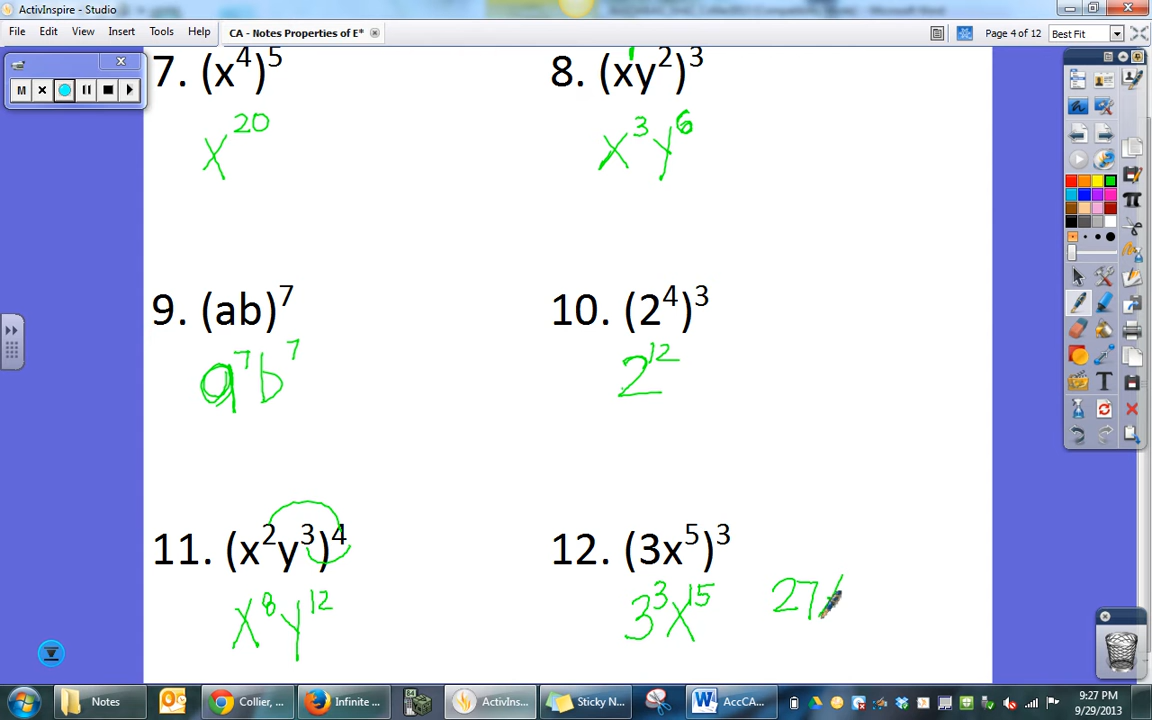 ActivInspire - Studio
File Edit View Insert Tools Help CA - Notes Properties of E* Page 4 of 12 Best Fit
M
7. (x⁴)⁵ 8. (xy²)³
x²⁰ x³y⁶
9. (ab)⁷ 10. (2⁴)³
a⁷b⁷ 2¹²
11. (x²y³)⁴ 12. (3x⁵)³
x⁸y¹² 3³x¹⁵ 27
Notes Collier, ... Infinite ... ActivIns... Sticky N... AccCA...
9:27 PM
9/29/2013